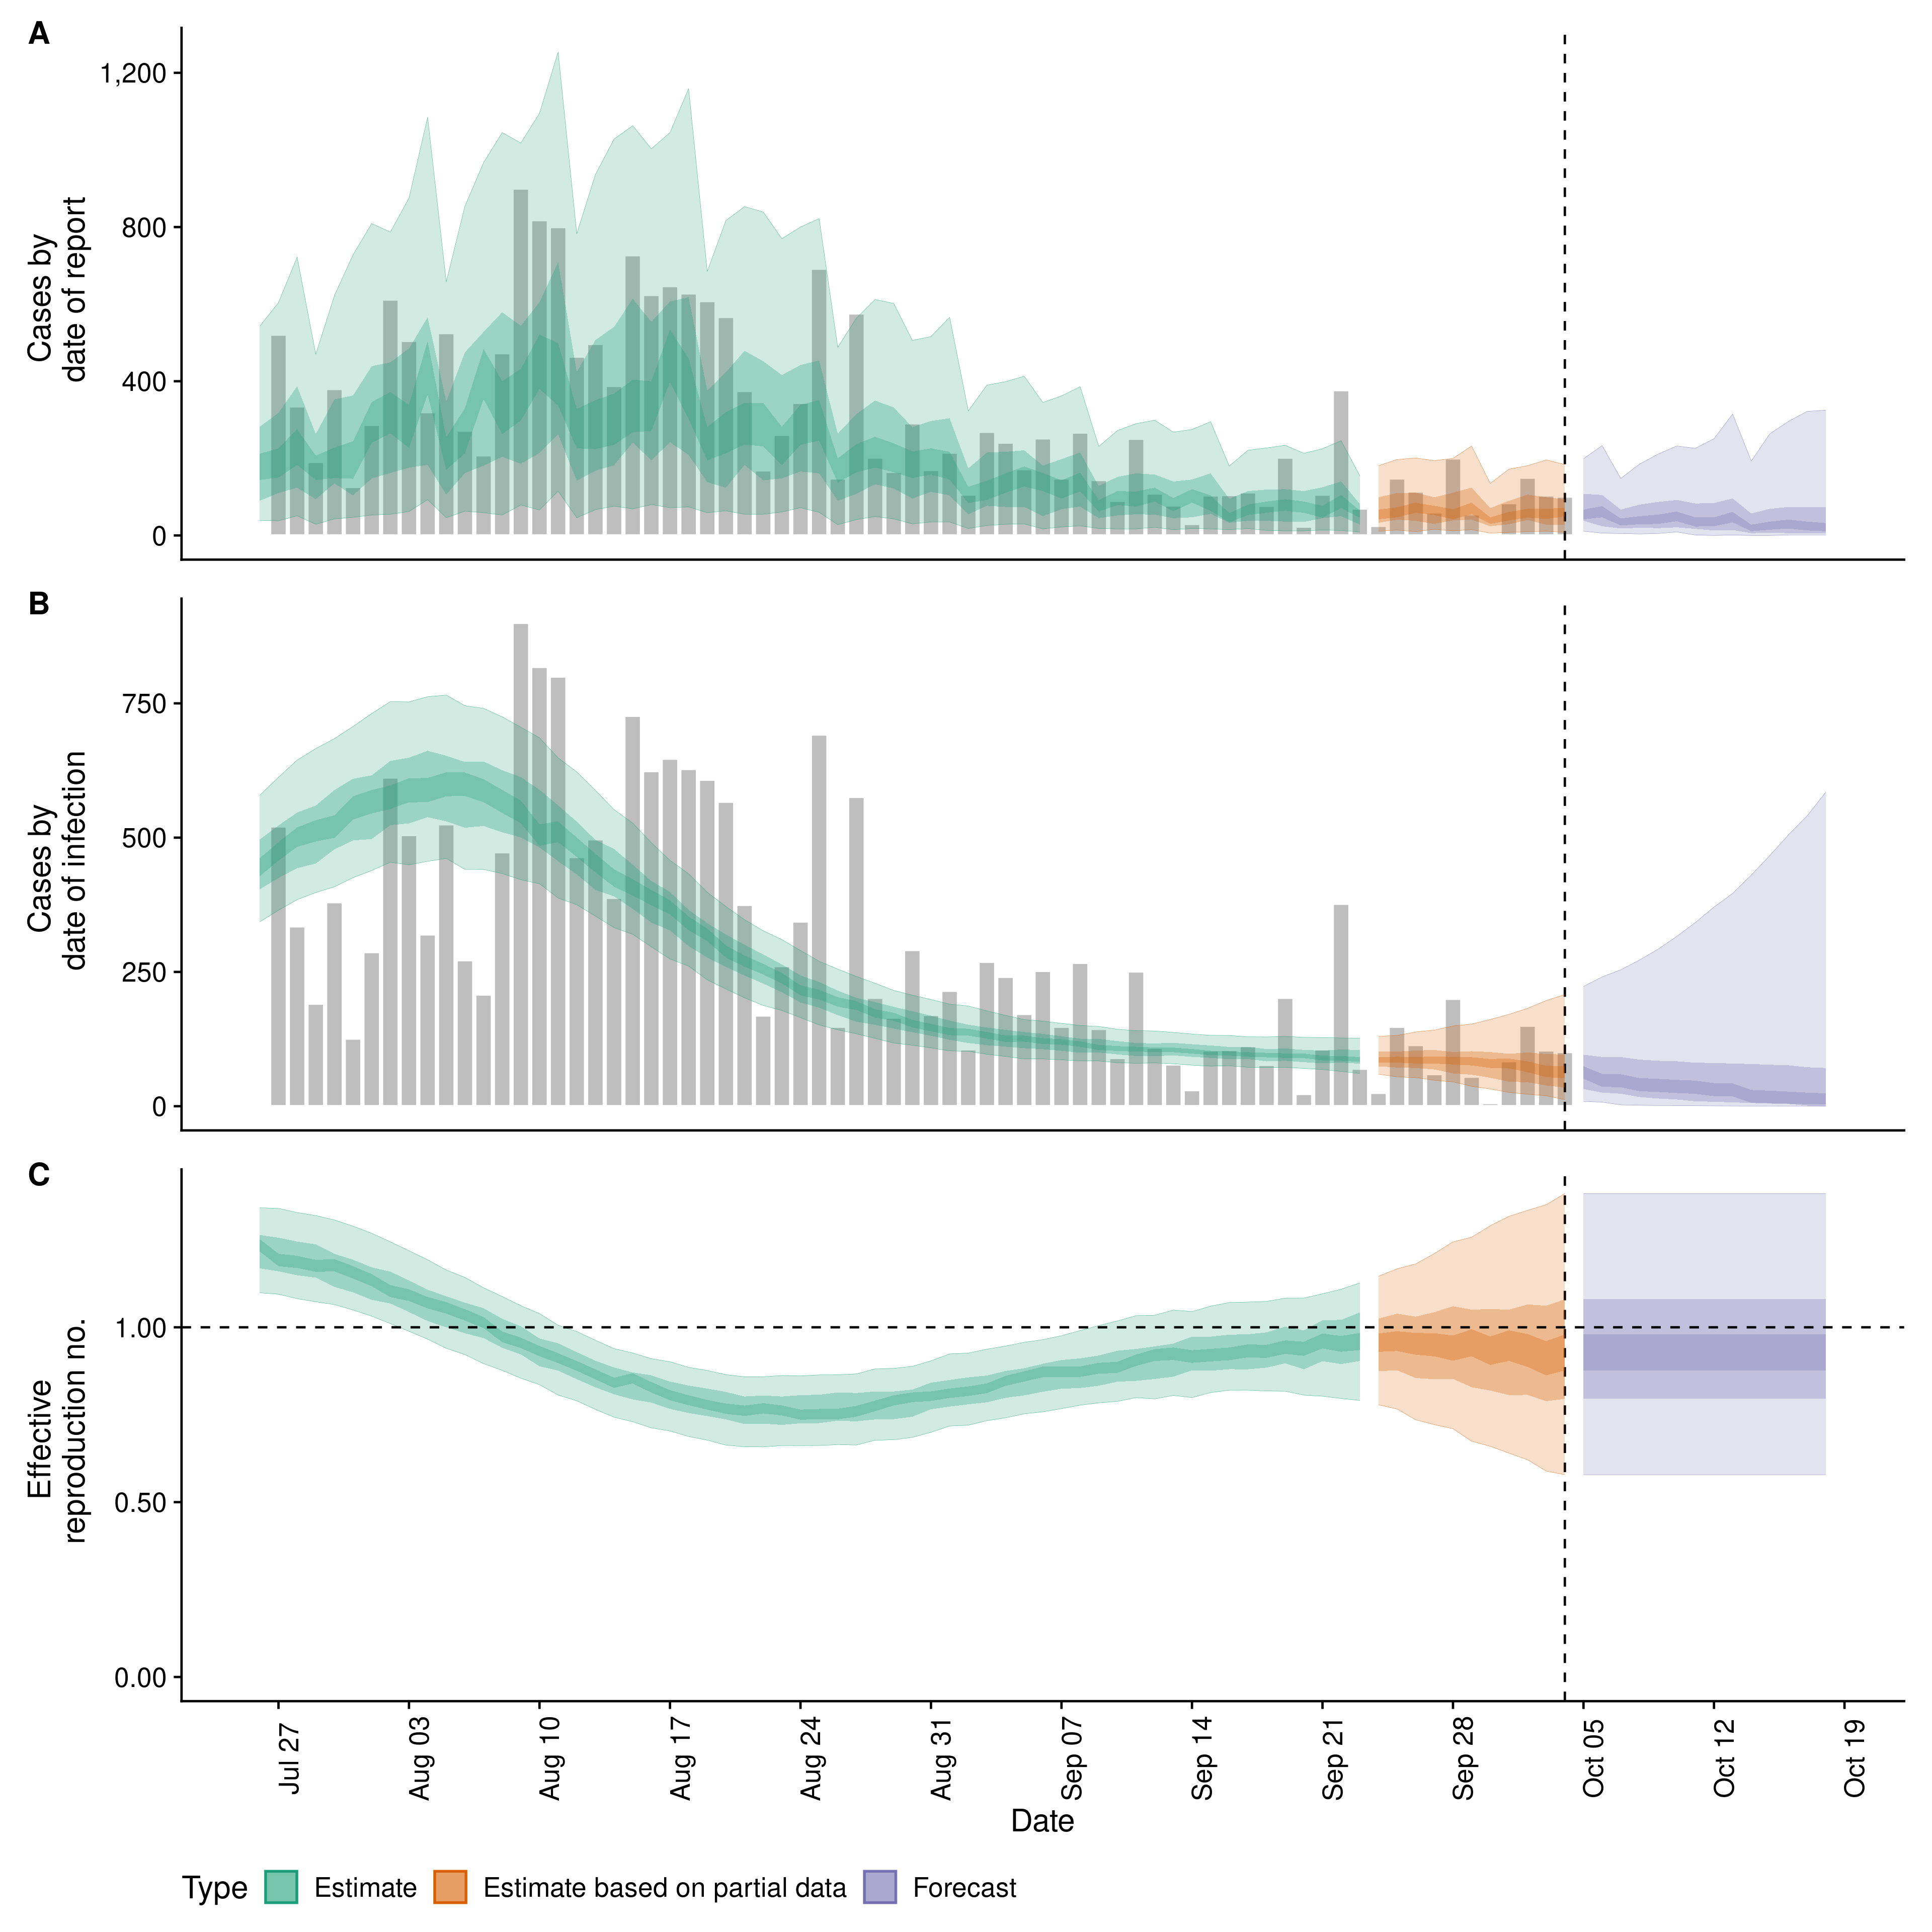 A
Cases by
date of report
1,200
800
400
0
B
Cases by
date of infection
750
500
250
0
C
Effective
reproduction no.
1.00
0.50
0.00
Jul 27
Aug 03
Aug 10
Aug 17
Aug 24
Aug 31
Sep 07
Sep 14
Sep 21
Sep 28
Oct 05
Oct 12
Oct 19
Date
Type Estimate Estimate based on partial data Forecast